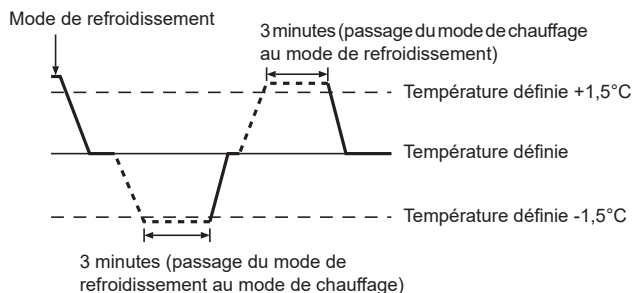 Mode de refroidissement
3 minutes (passage du mode de chauffage
au mode de refroidissement)
Température définie +1,5°C
Température définie
Température définie -1,5°C
3 minutes (passage du mode de
refroidissement au mode de chauffage)